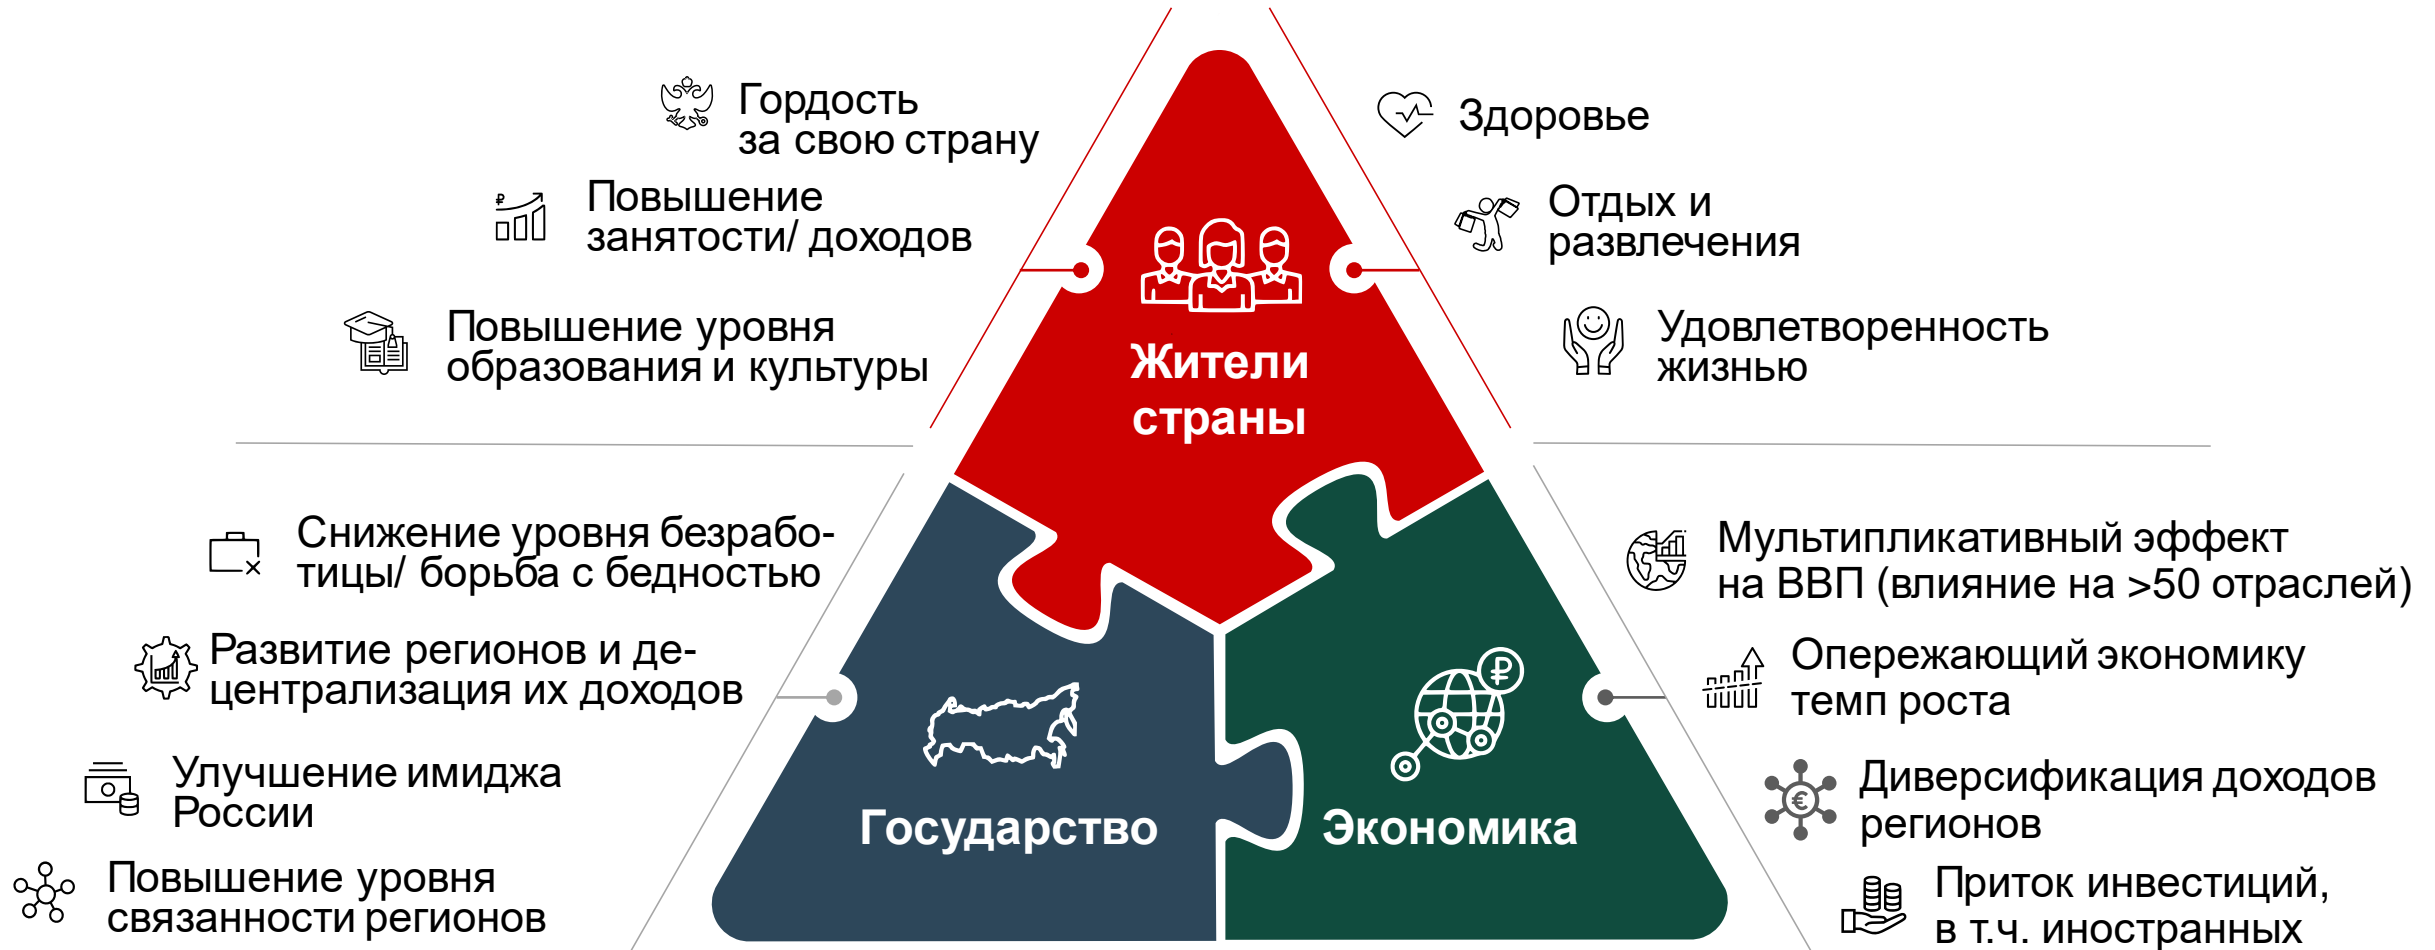 Гордость
за свою страну
Повышение
занятости/ доходов
Повышение уровня
образования и культуры
Здоровье
Отдых и
развлечения
Удовлетворенность
жизнью
Жители
страны
Снижение уровня безрабо-
тицы/ борьба с бедностью
Развитие регионов и де-
централизация их доходов
Улучшение имиджа
России
Повышение уровня
связанности регионов
Государство
Экономика
Мультипликативный эффект
на ВВП (влияние на >50 отраслей)
Опережающий экономику
темп роста
Диверсификация доходов
регионов
Приток инвестиций,
в т.ч. иностранных